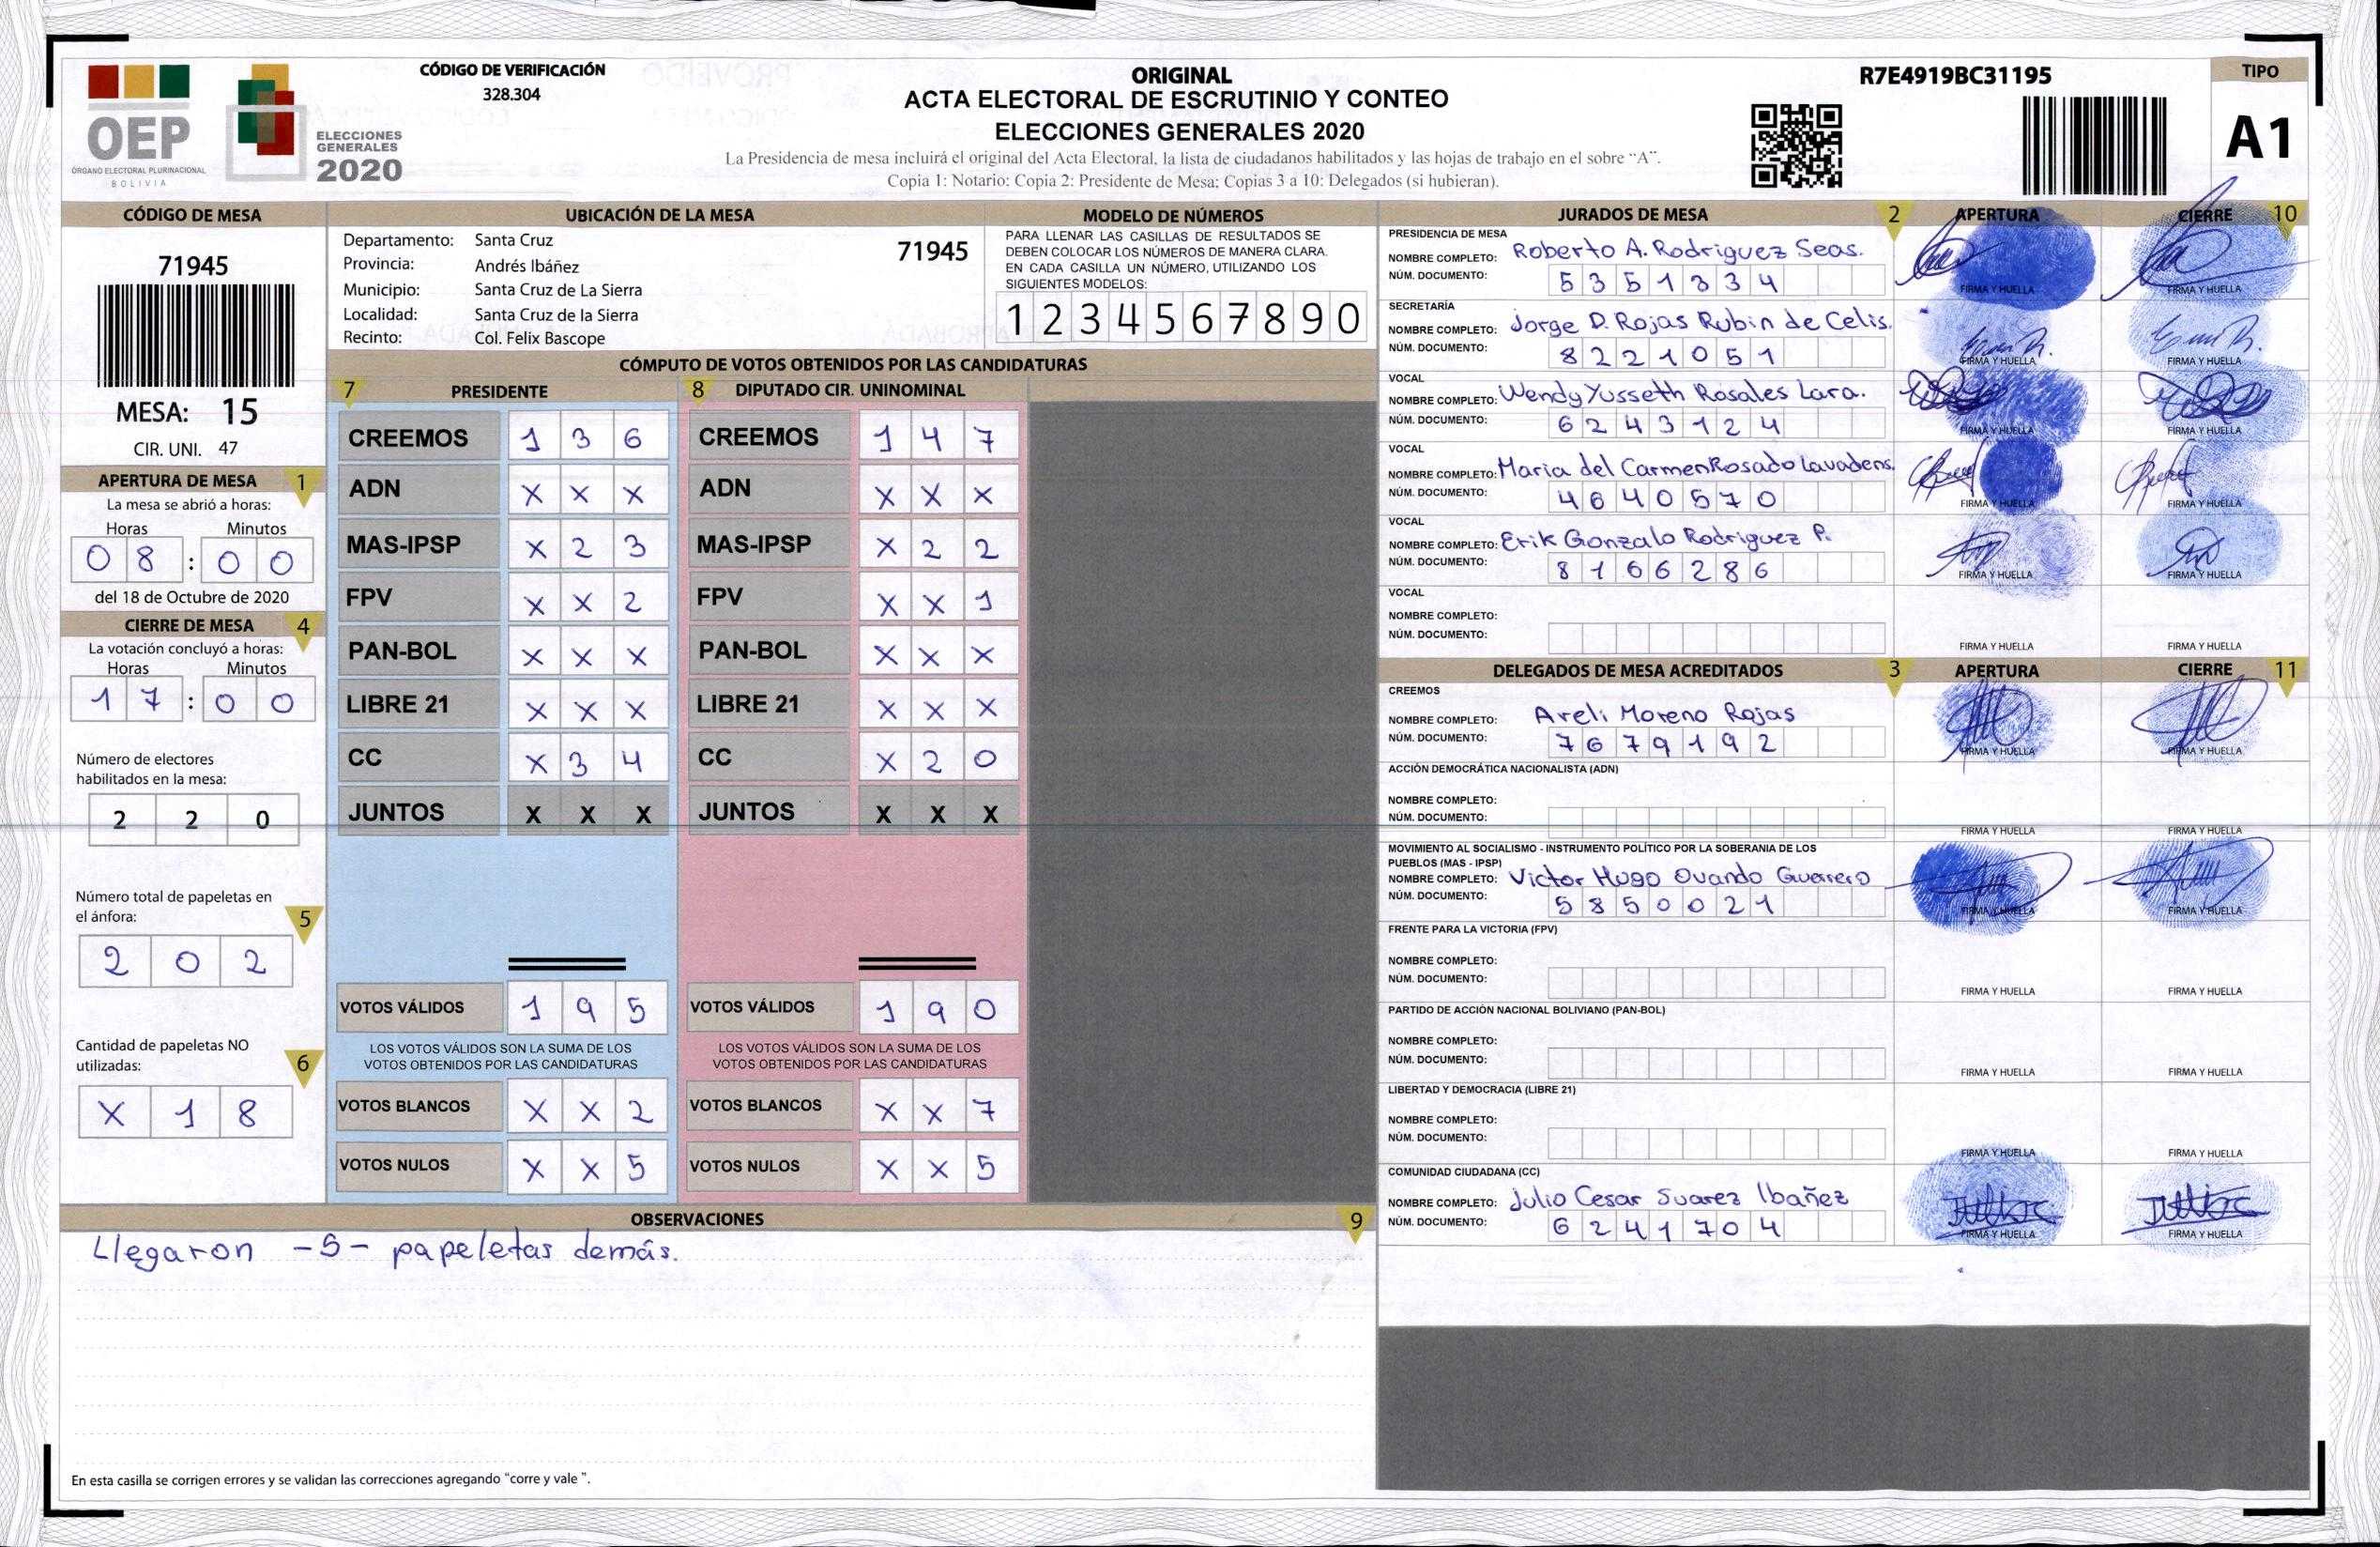 CÓDIGO DE VERIFICACIÓN
328.304
OEP
ÓRGANO ELECTORAL PLURINACIONAL
BOLIVIA
ELECCIONES
GENERALES
2020
ORIGINAL
ACTA ELECTORAL DE ESCRUTINIO Y CONTEO
ELECCIONES GENERALES 2020
La Presidencia de mesa incluirá el original del Acta Electoral, la lista de ciudadanos habilitados y las hojas de trabajo en el sobre “A”.
Copia 1: Notario: Copia 2: Presidente de Mesa; Copias 3 a 10: Delegados (si hubieran).
R7E4919BC31195
TIPO
A1
CÓDIGO DE MESA
71945
MESA: 15
CIR. UNI. 47
APERTURA DE MESA 1
La mesa se abrió a horas:
Horas Minutos
0 8 : 0 0
del 18 de Octubre de 2020
CIERRE DE MESA 4
La votación concluyó a horas:
Horas Minutos
1 7 : 0 0
Número de electores
habilitados en la mesa:
2 2 0
Número total de papeletas en
el ánfora: 5
2 0 2
Cantidad de papeletas NO
utilizadas: 6
X 1 8
UBICACIÓN DE LA MESA
Departamento: Santa Cruz 71945
Provincia: Andrés Ibáñez
Municipio: Santa Cruz de La Sierra
Localidad: Santa Cruz de la Sierra
Recinto: Col. Felix Bascope
MODELO DE NÚMEROS
PARA LLENAR LAS CASILLAS DE RESULTADOS SE
DEBEN COLOCAR LOS NÚMEROS DE MANERA CLARA.
EN CADA CASILLA UN NÚMERO, UTILIZANDO LOS
SIGUIENTES MODELOS:
1 2 3 4 5 6 7 8 9 0
CÓMPUTO DE VOTOS OBTENIDOS POR LAS CANDIDATURAS
7 PRESIDENTE
CREEMOS 1 3 6
ADN X X X
MAS-IPSP X 2 3
FPV X X 2
PAN-BOL X X X
LIBRE 21 X X X
CC X 3 4
JUNTOS X X X
VOTOS VÁLIDOS 1 9 5
LOS VOTOS VÁLIDOS SON LA SUMA DE LOS
VOTOS OBTENIDOS POR LAS CANDIDATURAS
VOTOS BLANCOS X X 2
VOTOS NULOS X X 5
8 DIPUTADO CIR. UNINOMINAL
CREEMOS 1 4 7
ADN X X X
MAS-IPSP X 2 2
FPV X X 1
PAN-BOL X X X
LIBRE 21 X X X
CC X 2 0
JUNTOS X X X
VOTOS VÁLIDOS 1 9 0
LOS VOTOS VÁLIDOS SON LA SUMA DE LOS
VOTOS OBTENIDOS POR LAS CANDIDATURAS
VOTOS BLANCOS X X 7
VOTOS NULOS X X 5
OBSERVACIONES 9
Llegaron -5- papeletas demás.
En esta casilla se corrigen errores y se validan las correcciones agregando “corre y vale ”.
JURADOS DE MESA 2 APERTURA CIERRE 10
PRESIDENCIA DE MESA
NOMBRE COMPLETO: Roberto A. Rodriguez Seas.
NÚM. DOCUMENTO: 5 3 5 1 3 3 4
FIRMA Y HUELLA FIRMA Y HUELLA
SECRETARÍA
NOMBRE COMPLETO: Jorge D. Rojas Rubin de Celis.
NÚM. DOCUMENTO: 8 2 2 1 0 5 1
FIRMA Y HUELLA FIRMA Y HUELLA
VOCAL
NOMBRE COMPLETO: Wendy Yusseth Rosales Lara.
NÚM. DOCUMENTO: 6 2 4 3 1 2 4
FIRMA Y HUELLA FIRMA Y HUELLA
VOCAL
NOMBRE COMPLETO: Maria del Carmen Rosado Lavadens.
NÚM. DOCUMENTO: 4 6 4 0 5 7 0
FIRMA Y HUELLA FIRMA Y HUELLA
VOCAL
NOMBRE COMPLETO: Erik Gonzalo Rodriguez P.
NÚM. DOCUMENTO: 8 1 6 6 2 8 6
FIRMA Y HUELLA FIRMA Y HUELLA
VOCAL
NOMBRE COMPLETO:
NÚM. DOCUMENTO:
FIRMA Y HUELLA FIRMA Y HUELLA
DELEGADOS DE MESA ACREDITADOS 3 APERTURA CIERRE 11
CREEMOS
NOMBRE COMPLETO: Areli Moreno Rojas
NÚM. DOCUMENTO: 7 6 7 9 1 9 2
FIRMA Y HUELLA FIRMA Y HUELLA
ACCIÓN DEMOCRÁTICA NACIONALISTA (ADN)
NOMBRE COMPLETO:
NÚM. DOCUMENTO:
FIRMA Y HUELLA FIRMA Y HUELLA
MOVIMIENTO AL SOCIALISMO - INSTRUMENTO POLÍTICO POR LA SOBERANIA DE LOS
PUEBLOS (MAS - IPSP)
NOMBRE COMPLETO: Victor Hugo Ovando Guerrero
NÚM. DOCUMENTO: 5 8 5 0 0 2 1
FIRMA Y HUELLA FIRMA Y HUELLA
FRENTE PARA LA VICTORIA (FPV)
NOMBRE COMPLETO:
NÚM. DOCUMENTO:
FIRMA Y HUELLA FIRMA Y HUELLA
PARTIDO DE ACCIÓN NACIONAL BOLIVIANO (PAN-BOL)
NOMBRE COMPLETO:
NÚM. DOCUMENTO:
FIRMA Y HUELLA FIRMA Y HUELLA
LIBERTAD Y DEMOCRACIA (LIBRE 21)
NOMBRE COMPLETO:
NÚM. DOCUMENTO:
FIRMA Y HUELLA FIRMA Y HUELLA
COMUNIDAD CIUDADANA (CC)
NOMBRE COMPLETO: Julio Cesar Suarez Ibañez
NÚM. DOCUMENTO: 6 2 4 1 7 0 4
FIRMA Y HUELLA FIRMA Y HUELLA